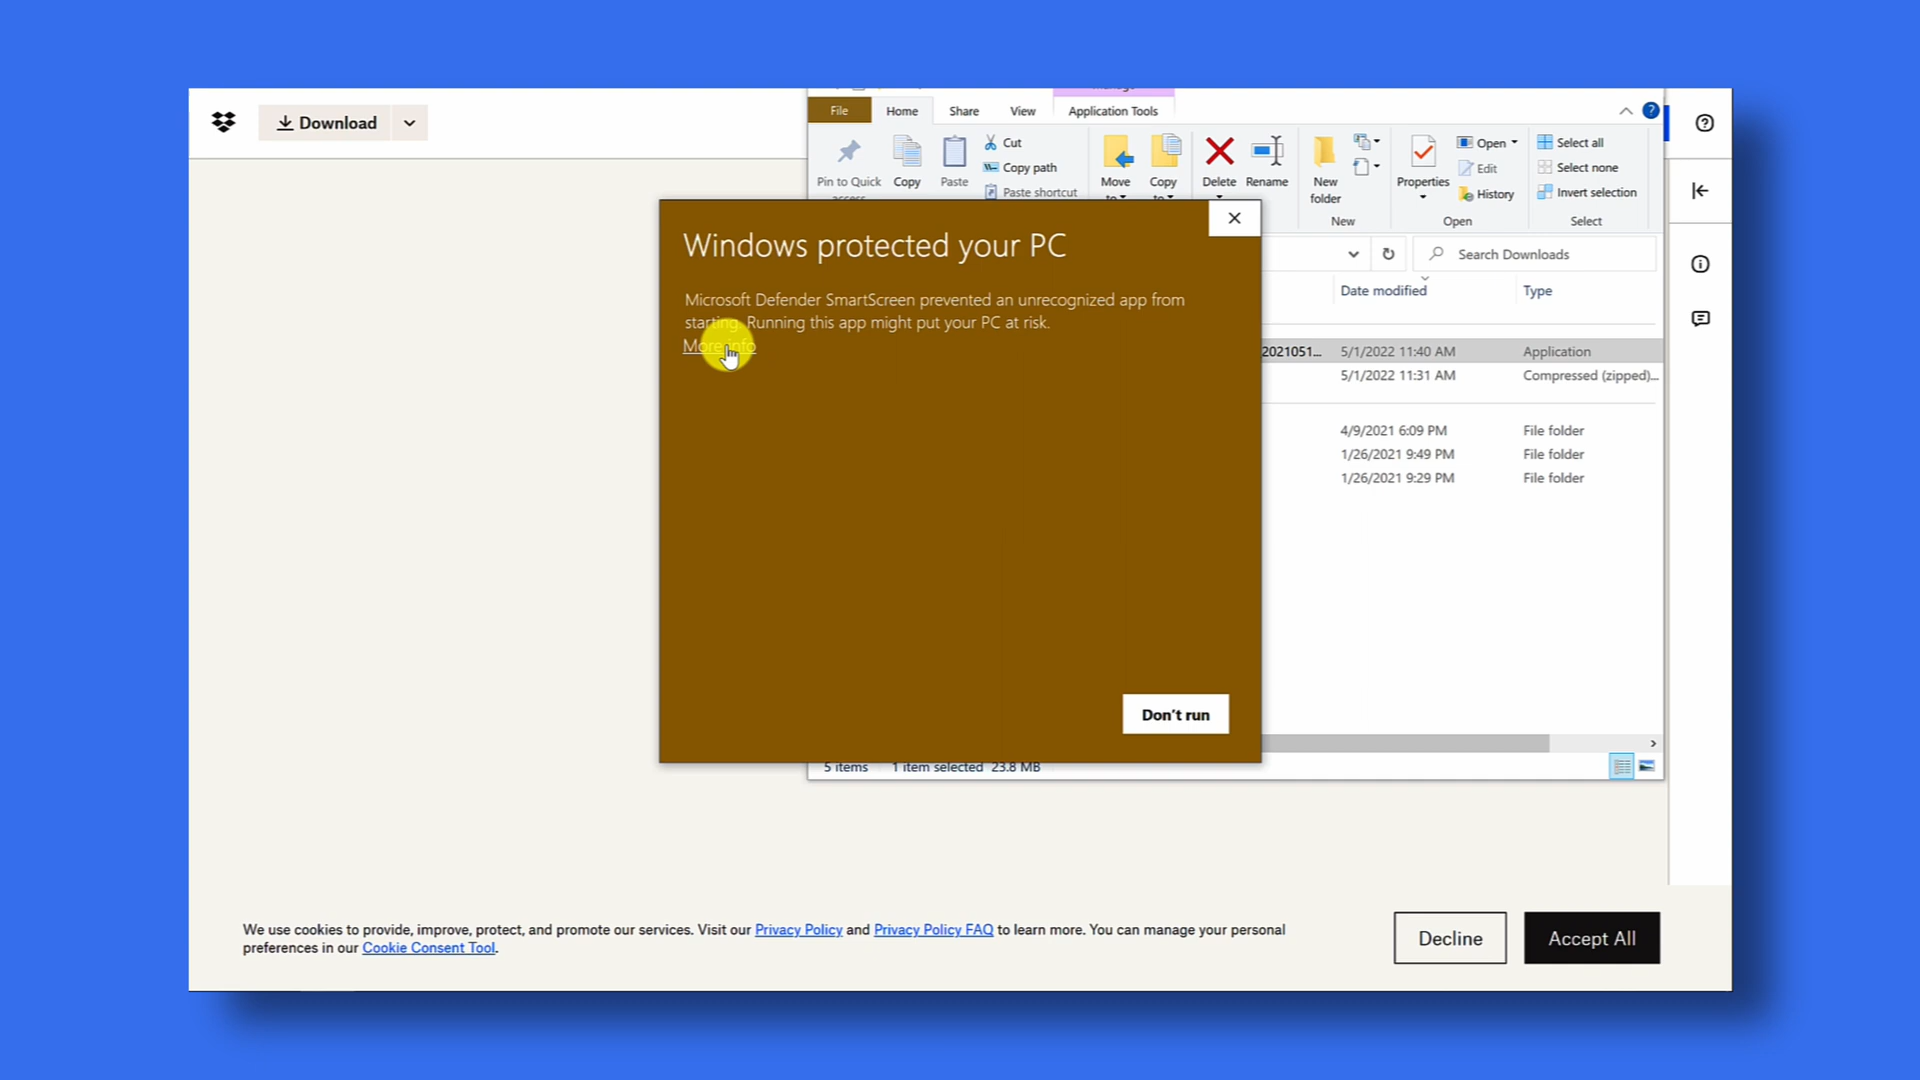 Download
File
Home
Share
View
Application Tools
Pin to Quick
Copy
Paste
Cut
Copy path
Paste shortcut
Move
Copy
Delete
Rename
New
folder
New
Properties
Open
Edit
History
Open
Select all
Select none
Invert selection
Select
Search Downloads
Date modified
Type
2021051...
5/1/2022 11:40 AM
Application
5/1/2022 11:31 AM
Compressed (zipped)...
4/9/2021 6:09 PM
File folder
1/26/2021 9:49 PM
File folder
1/26/2021 9:29 PM
File folder
5 items
1 item selected 23.8 MB
Windows protected your PC
Microsoft Defender SmartScreen prevented an unrecognized app from
starting. Running this app might put your PC at risk.
More info
Don't run
We use cookies to provide, improve, protect, and promote our services. Visit our Privacy Policy and Privacy Policy FAQ to learn more. You can manage your personal
preferences in our Cookie Consent Tool.
Decline
Accept All